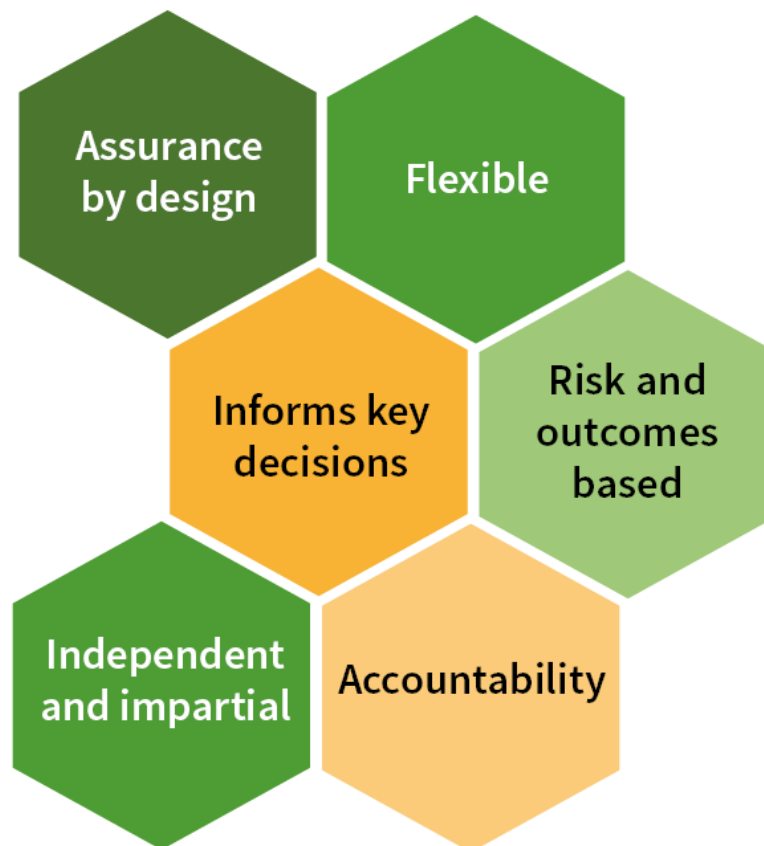 Assurance
by design
Flexible
Informs key
decisions
Risk and
outcomes
based
Independent
and impartial
Accountability